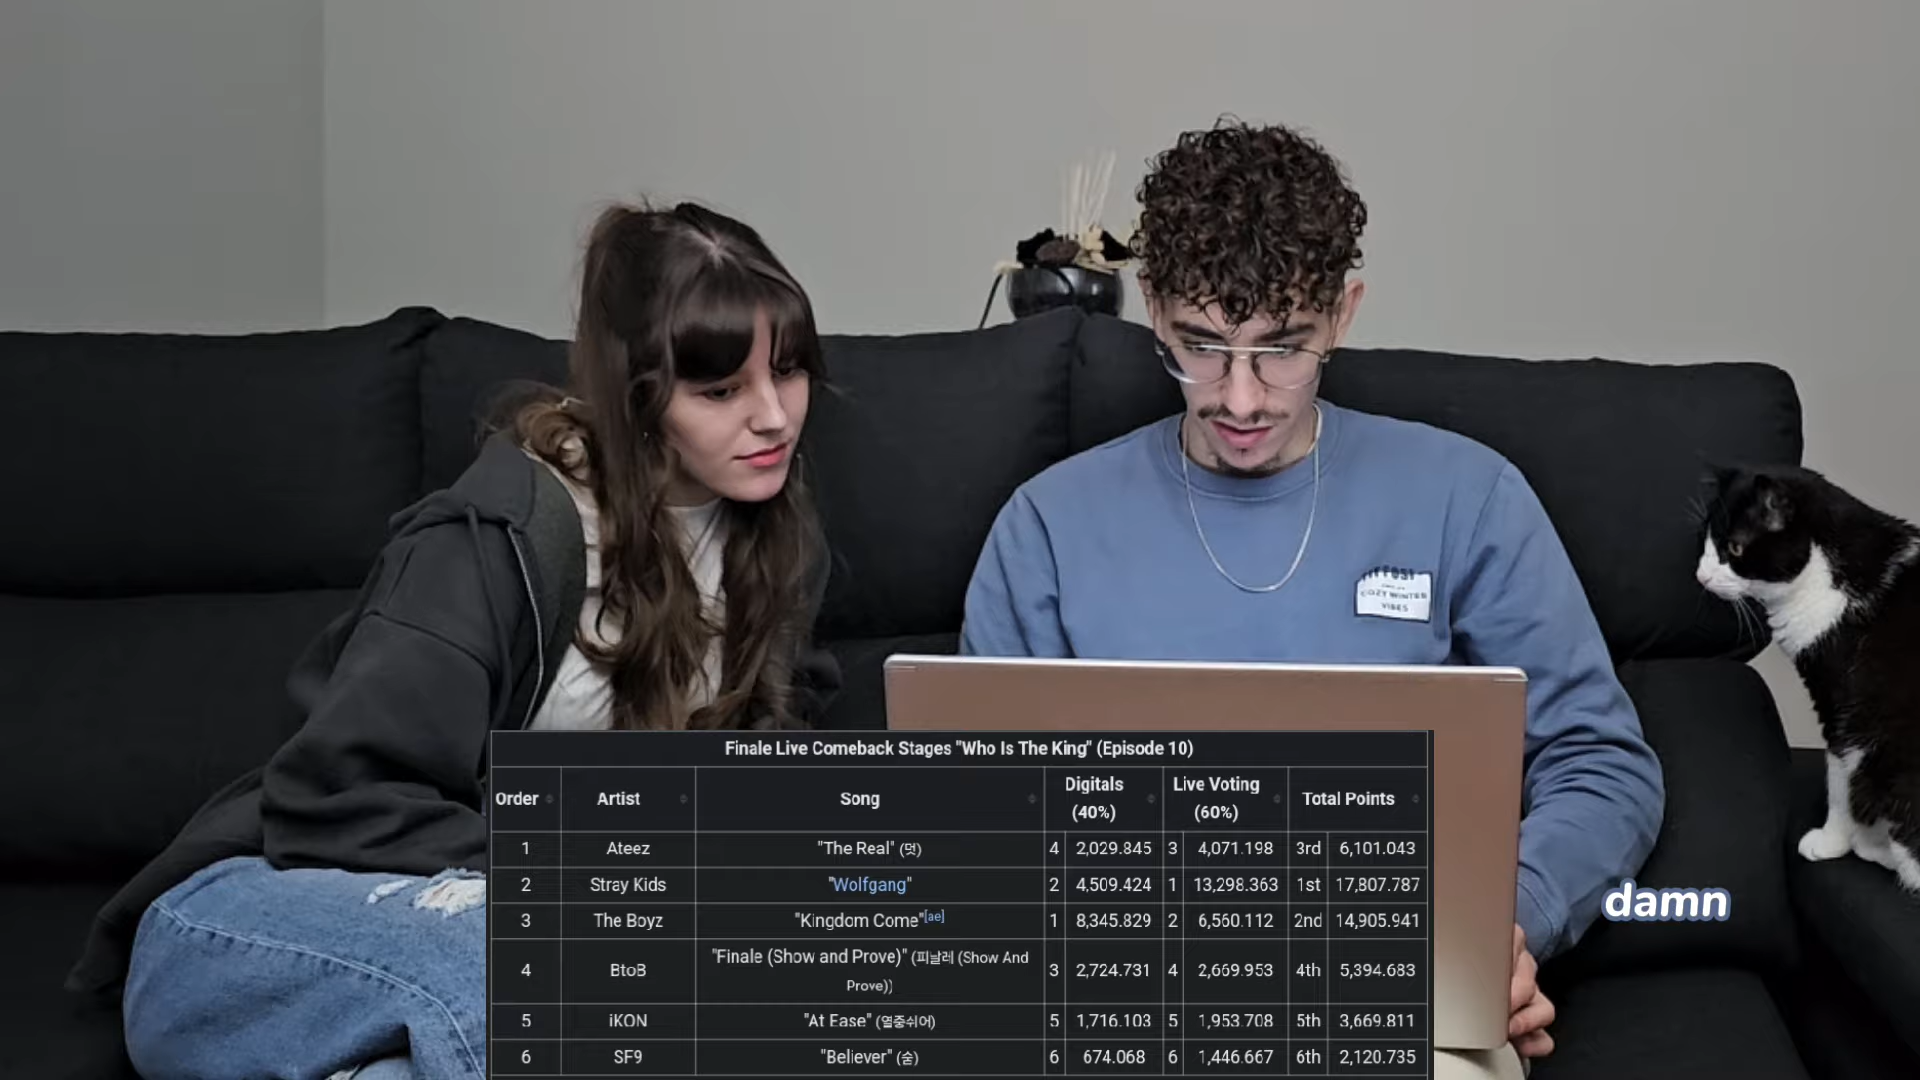 COZY WINTER
VIBES
Finale Live Comeback Stages "Who Is The King" (Episode 10)
Order Artist Song Digitals (40%) Live Voting (60%) Total Points
1 Ateez "The Real" (멋) 4 2,029.845 3 4,071.198 3rd 6,101.043
2 Stray Kids "Wolfgang" 2 4,509.424 1 13,298.363 1st 17,807.787
3 The Boyz "Kingdom Come"[ae] 1 8,345.829 2 6,560.112 2nd 14,905.941
4 BtoB "Finale (Show and Prove)" (피날레 (Show And Prove)) 3 2,724.731 4 2,669.953 4th 5,394.683
5 iKON "At Ease" (열중쉬어) 5 1,716.103 5 1,953.708 5th 3,669.811
6 SF9 "Believer" (숨) 6 674.068 6 1,446.667 6th 2,120.735
damn